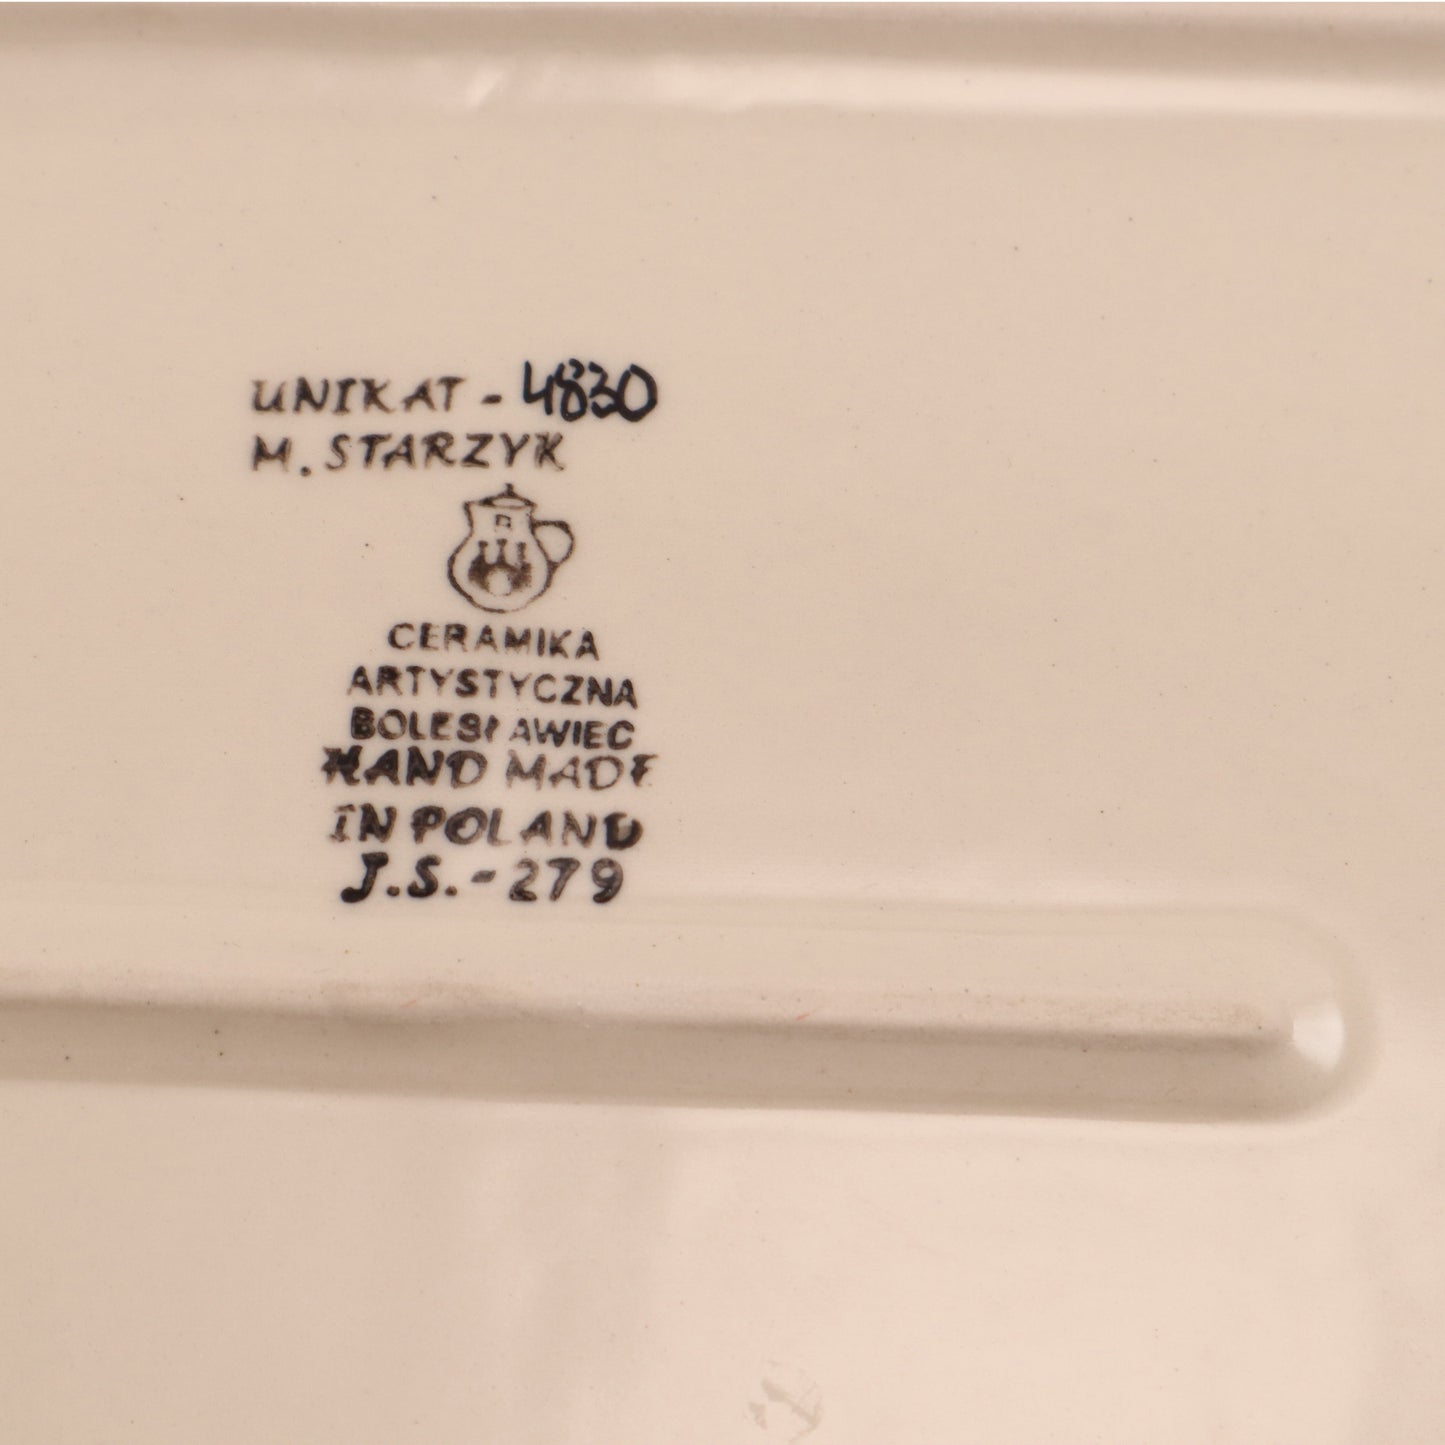 UNIKAT - 4830
M. STARZYK
CERAMIKA
ARTYSTYCZNA
BOLESŁAWIEC
HAND MADE
IN POLAND
J.S. - 279